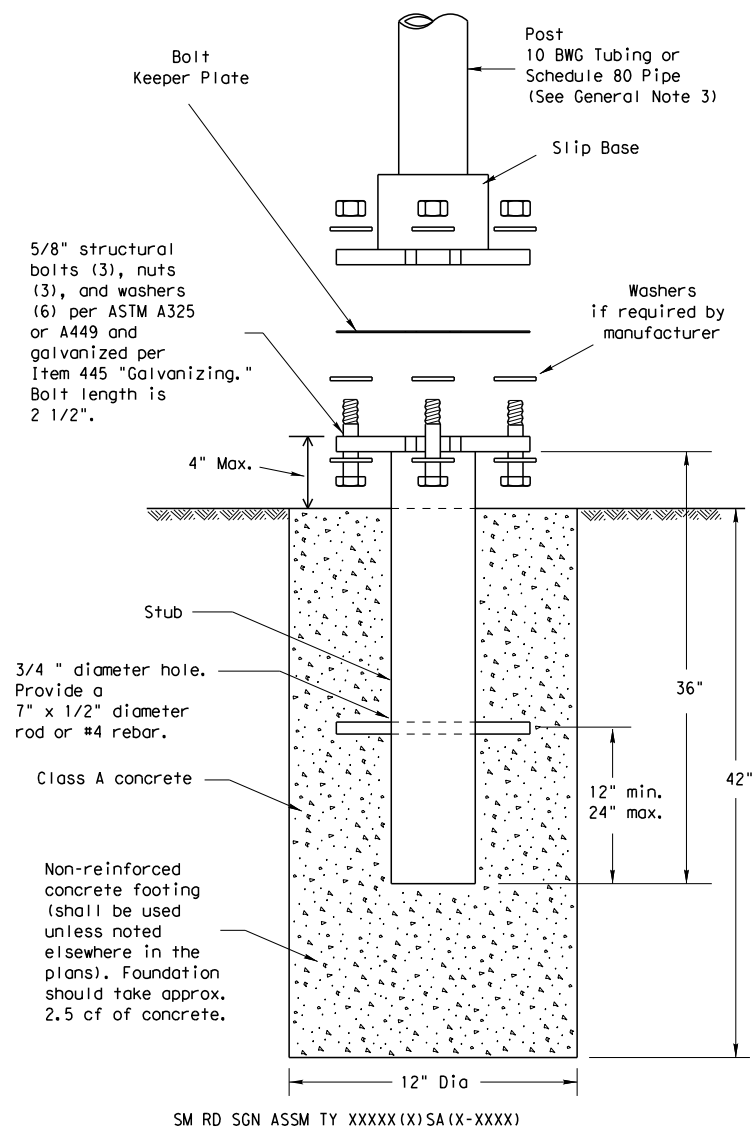 Post
10 BWG Tubing or
Schedule 80 Pipe
(See General Note 3)
Bolt
Keeper Plate
Slip Base
5/8" structural
bolts (3), nuts
(3), and washers
(6) per ASTM A325
or A449 and
galvanized per
Item 445 "Galvanizing."
Bolt length is
2 1/2".
Washers
if required by
manufacturer
4" Max.
Stub
3/4 " diameter hole.
Provide a
7" x 1/2" diameter
rod or #4 rebar.
36"
Class A concrete
12" min.
24" max.
42"
Non-reinforced
concrete footing
(shall be used
unless noted
elsewhere in the
plans). Foundation
should take approx.
2.5 cf of concrete.
12" Dia
SM RD SGN ASSM TY XXXXX(X)SA(X-XXXX)